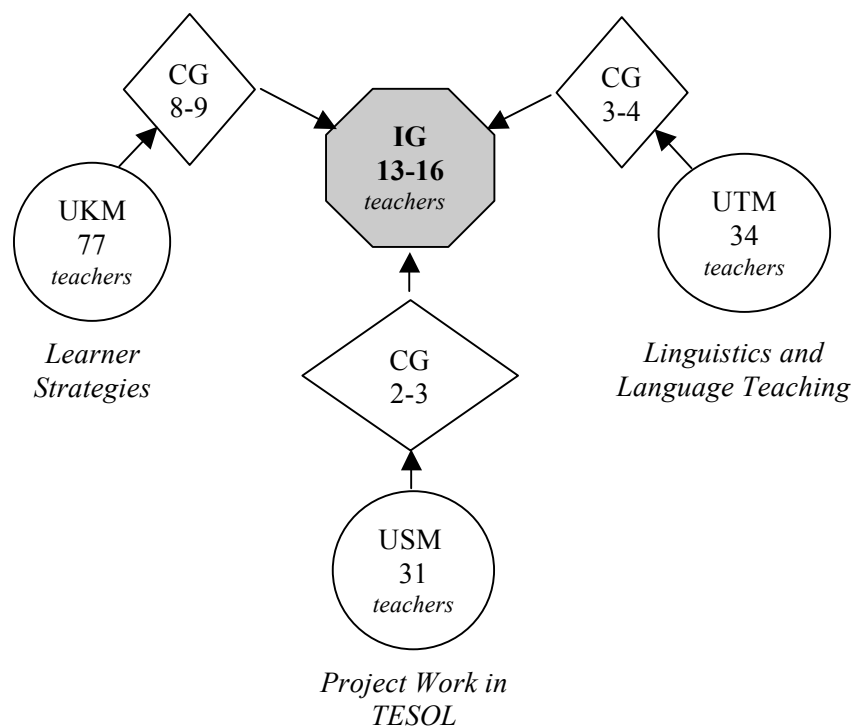 CG
8-9
CG
3-4
IG
13-16
teachers
UKM
77
teachers
UTM
34
teachers
Learner
Strategies
Linguistics and
Language Teaching
CG
2-3
USM
31
teachers
Project Work in
TESOL